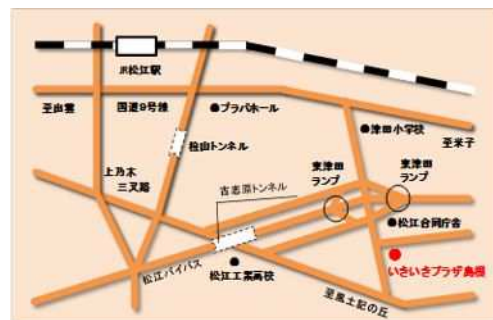 JR松江駅
至出雲
国道9号線
●プラバホール
●津田小学校
至米子
桧山トンネル
上乃木
三叉路
古志原トンネル
東津田
ランプ
東津田
ランプ
●松江合同庁舎
いきいきプラザ島根
松江バイパス
松江工業高校
至風土記の丘